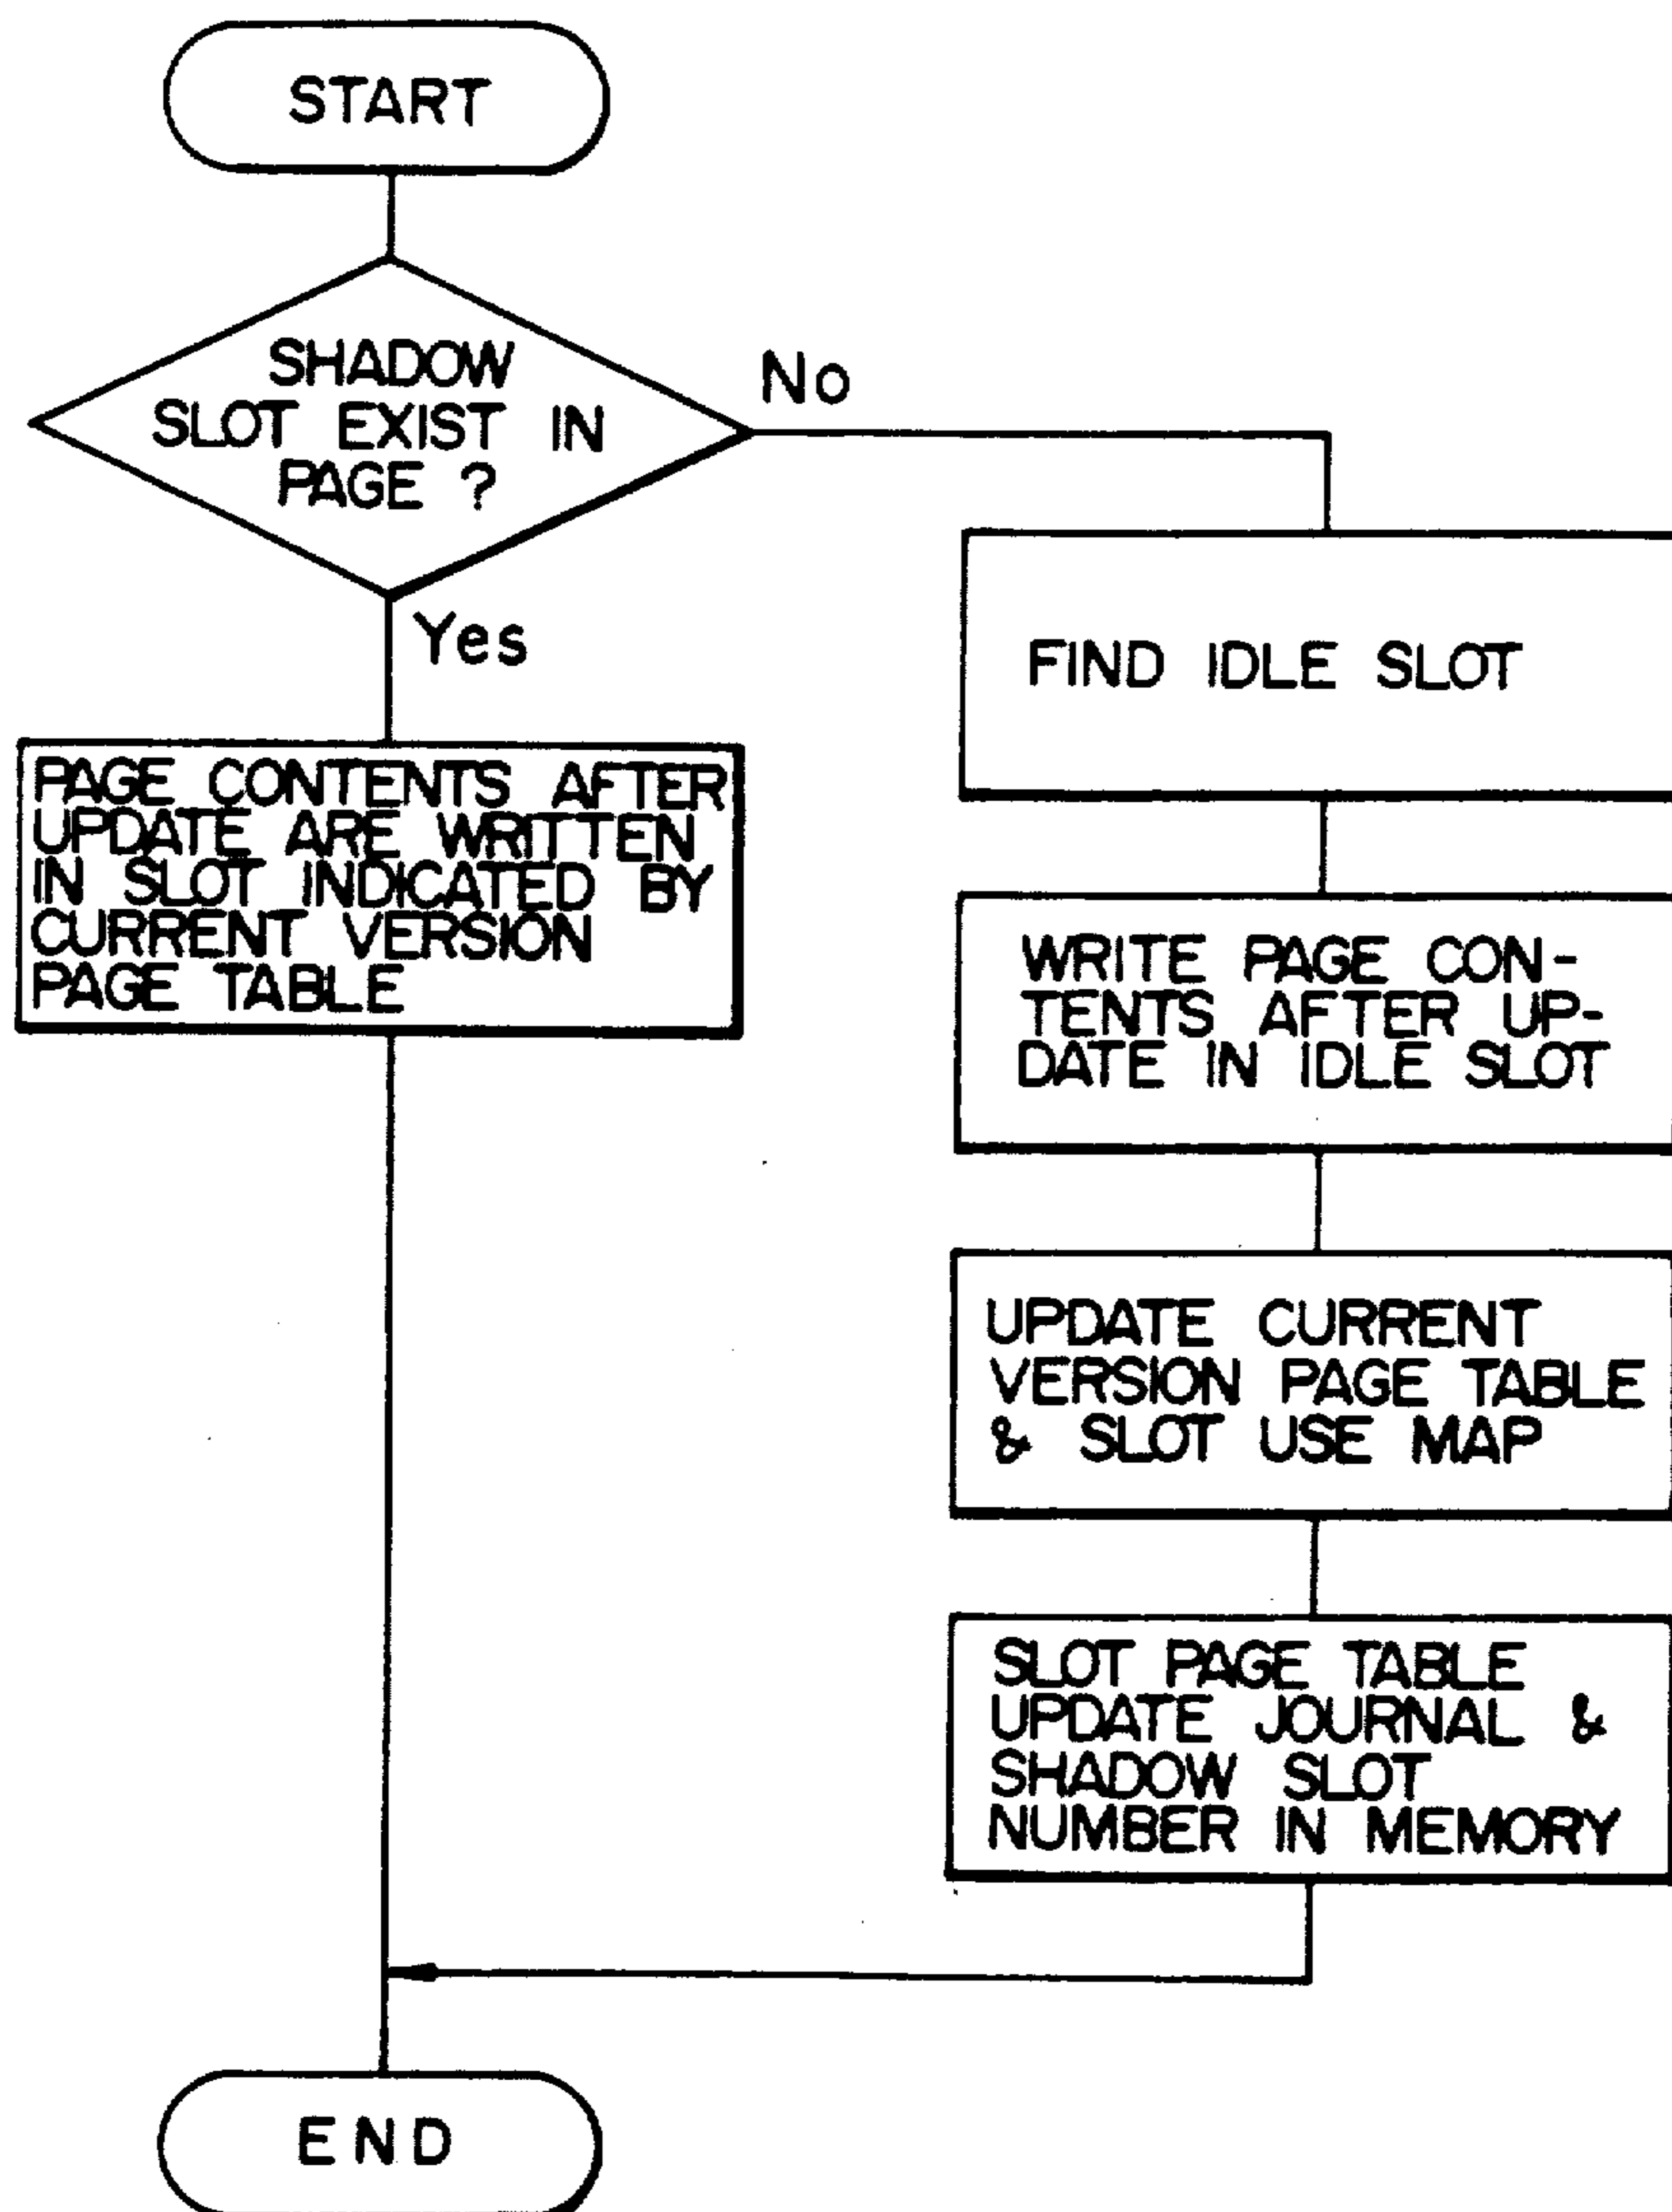 START
SHADOW
SLOT EXIST IN
PAGE ?
No
Yes
PAGE CONTENTS AFTER
UPDATE ARE WRITTEN
IN SLOT INDICATED BY
CURRENT VERSION
PAGE TABLE
FIND IDLE SLOT
WRITE PAGE CON-
TENTS AFTER UP-
DATE IN IDLE SLOT
UPDATE CURRENT
VERSION PAGE TABLE
& SLOT USE MAP
SLOT PAGE TABLE
UPDATE JOURNAL &
SHADOW SLOT
NUMBER IN MEMORY
END